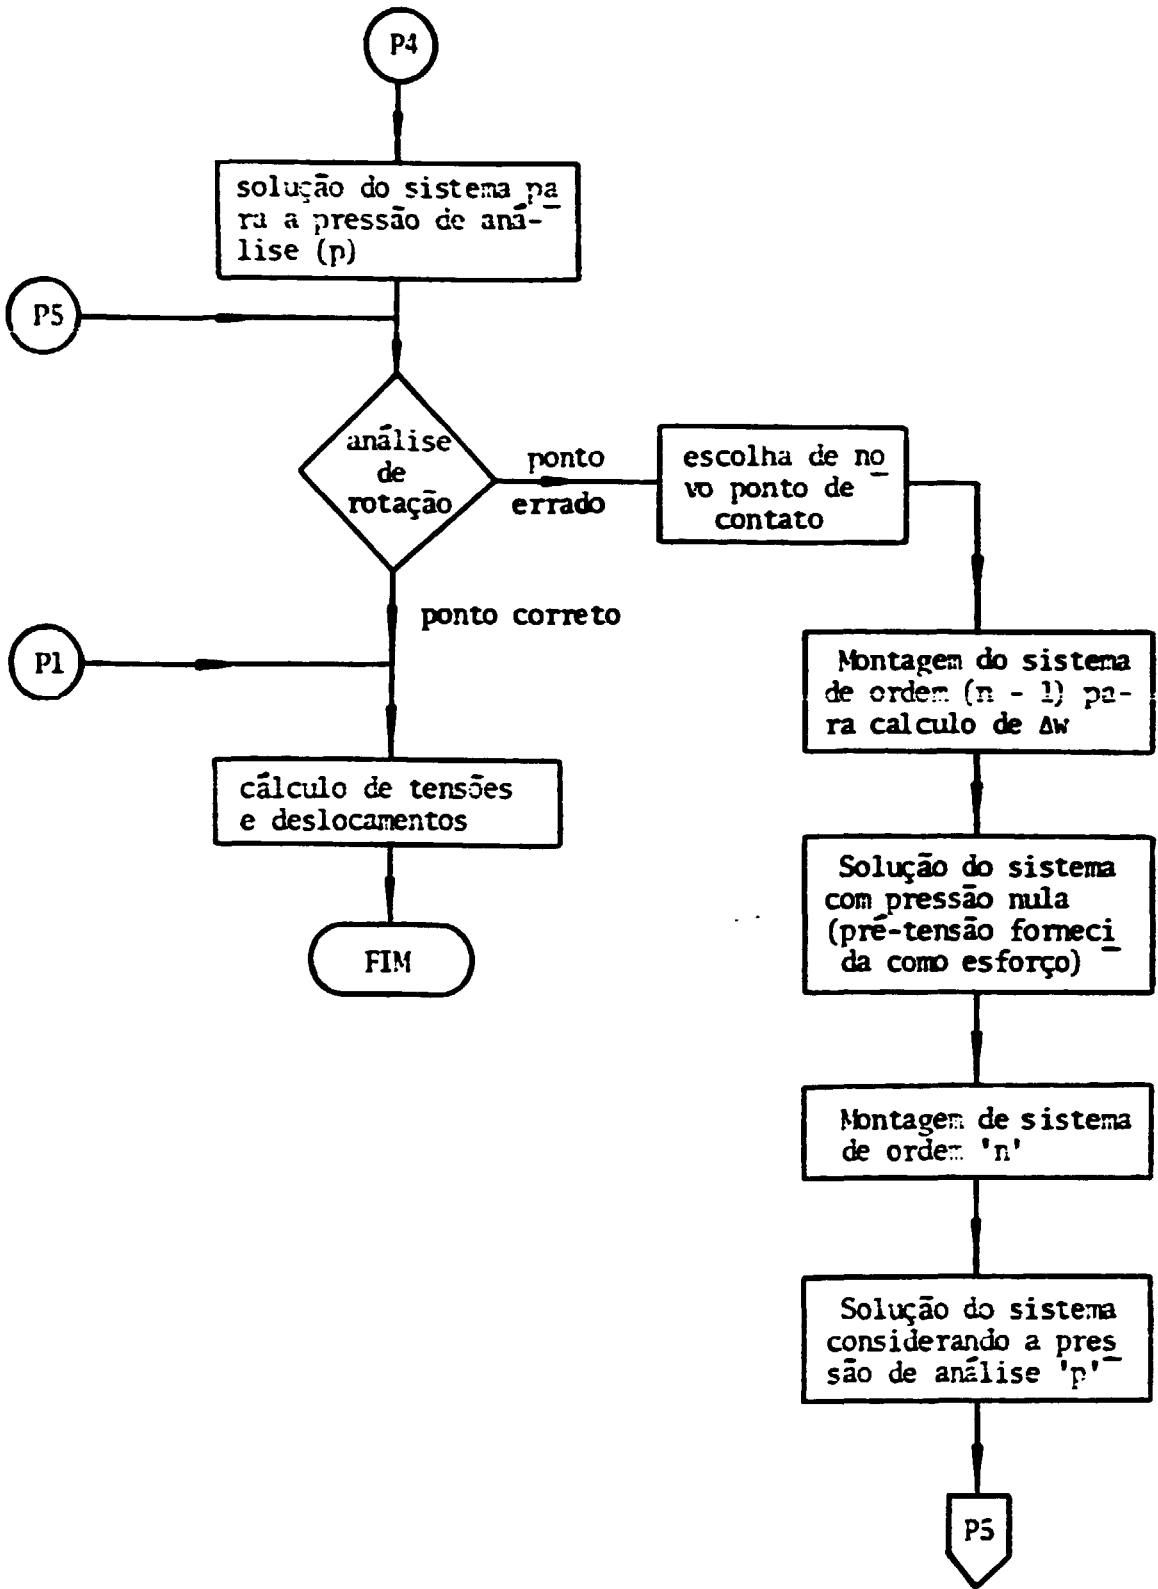 P4
solução do sistema pa
ra a pressão de aná-
lise (p)
P5
análise
de
rotação
ponto
errado
escolha de no
vo ponto de
contato
ponto correto
P1
Montagem do sistema
de ordem (n - 1) pa-
ra calculo de Δw
cálculo de tensões
e deslocamentos
Solução do sistema
com pressão nula
(pré-tensão forneci
da como esforço)
FIM
Montagem de sistema
de ordem 'n'
Solução do sistema
considerando a pres
são de análise 'p'
P5